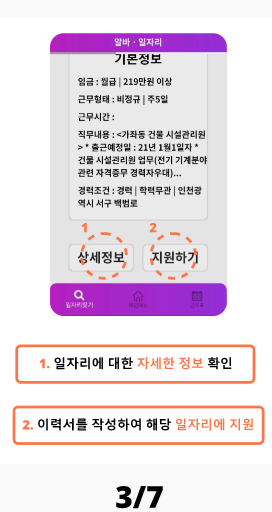 알바 · 일자리
기본정보
임금 : 월급 | 219만원 이상
근무형태 : 비정규 | 주5일
근무시간 :
직무내용 : <가좌동 건물 시설관리원
> * 출근예정일 : 21년 1월1일자 *
건물 시설관리원 업무(전기 기계분야
관련 자격증무 경력자우대)...
경력조건 : 경력 | 학력무관 | 인천광
역시 서구 백범로
1 2
상세정보 지원하기
일자리찾기
1. 일자리에 대한 자세한 정보 확인
2. 이력서를 작성하여 해당 일자리에 지원
3/7